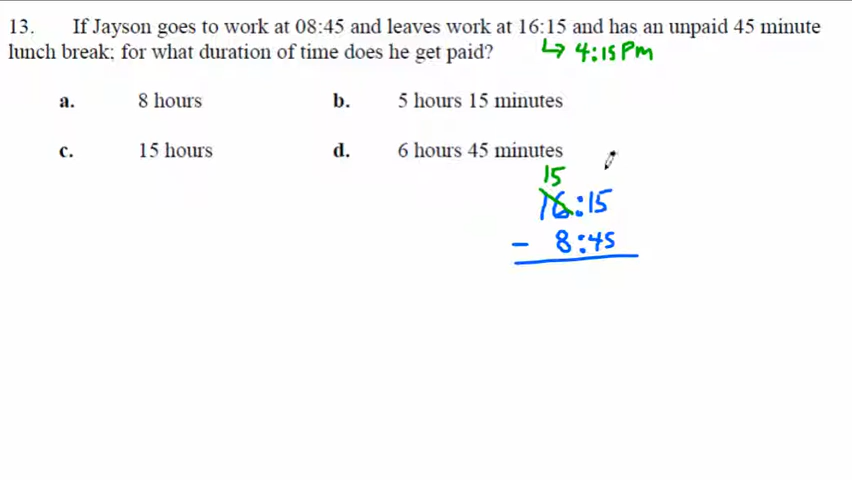 13. If Jayson goes to work at 08:45 and leaves work at 16:15 and has an unpaid 45 minute
lunch break; for what duration of time does he get paid? ↳ 4:15 Pm
a. 8 hours b. 5 hours 15 minutes
c. 15 hours d. 6 hours 45 minutes
15
16:15
- 8:45